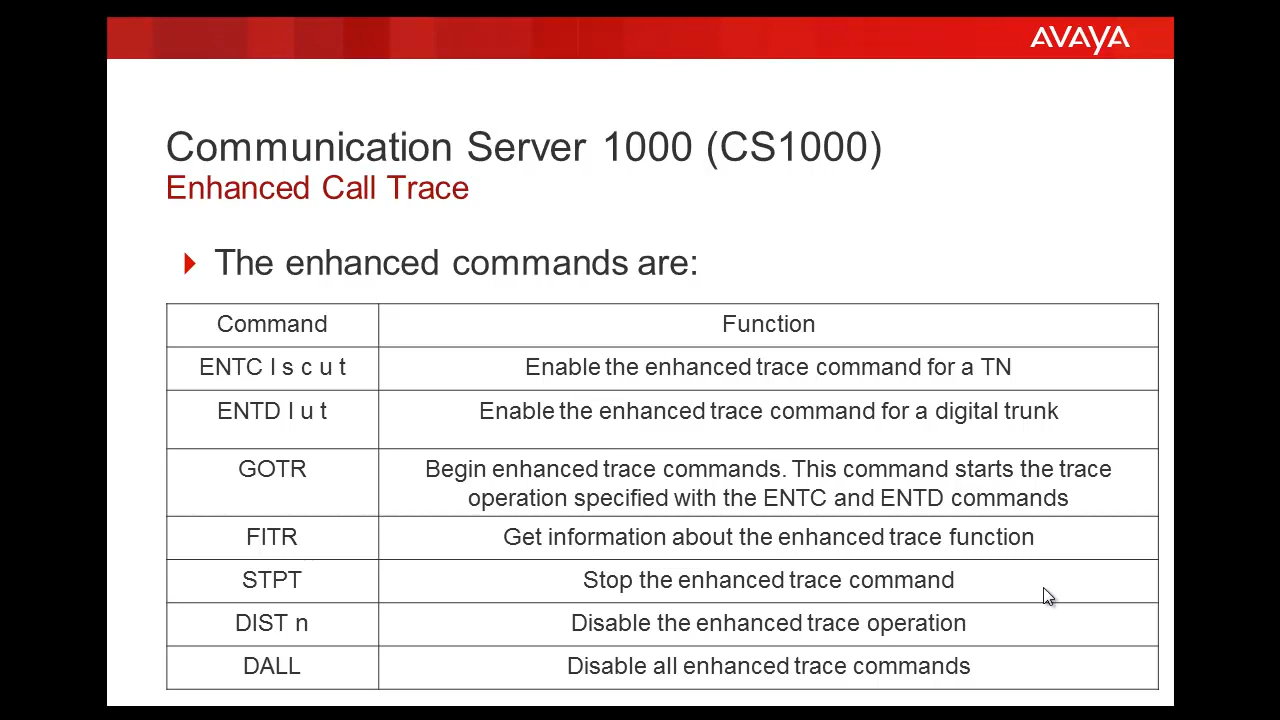 AVAYA
Communication Server 1000 (CS1000)
Enhanced Call Trace
The enhanced commands are:
Command Function
ENTC l s c u t Enable the enhanced trace command for a TN
ENTD l u t Enable the enhanced trace command for a digital trunk
GOTR Begin enhanced trace commands. This command starts the trace
operation specified with the ENTC and ENTD commands
FITR Get information about the enhanced trace function
STPT Stop the enhanced trace command
DIST n Disable the enhanced trace operation
DALL Disable all enhanced trace commands